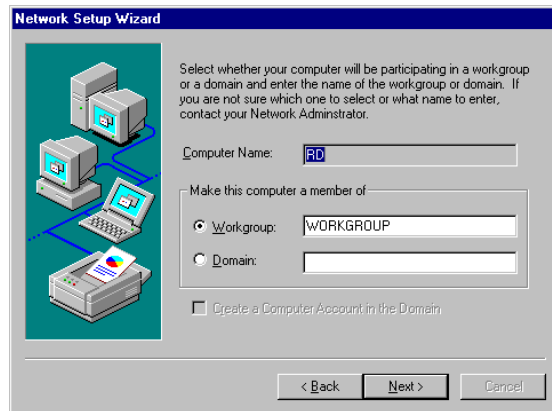 Network Setup Wizard
Select whether your computer will be participating in a workgroup
or a domain and enter the name of the workgroup or domain. If
you are not sure which one to select or what name to enter,
contact your Network Adminstrator.
Computer Name: RD
Make this computer a member of
Workgroup: WORKGROUP
Domain:
Create a Computer Account in the Domain
< Back Next > Cancel